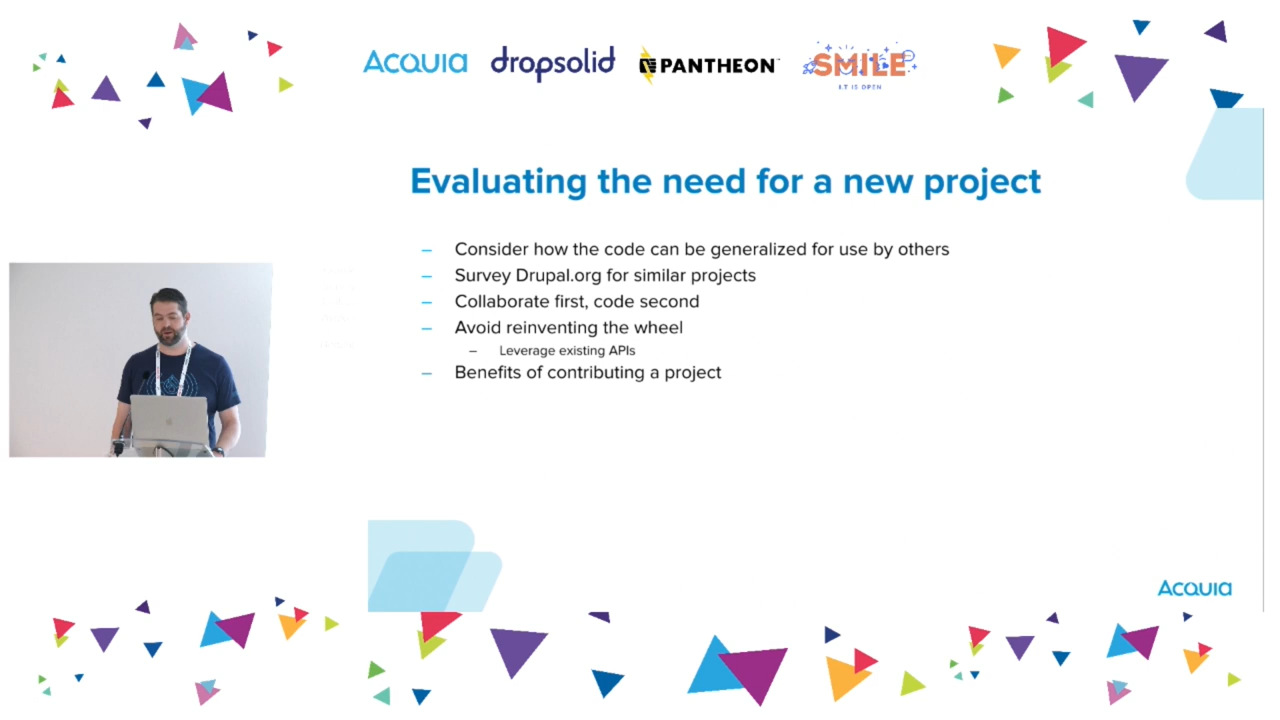 Acquia
dropsolid
PANTHEON
SMILE
I.T IS OPEN
Evaluating the need for a new project
– Consider how the code can be generalized for use by others
– Survey Drupal.org for similar projects
– Collaborate first, code second
– Avoid reinventing the wheel
– Leverage existing APIs
– Benefits of contributing a project
Acquia